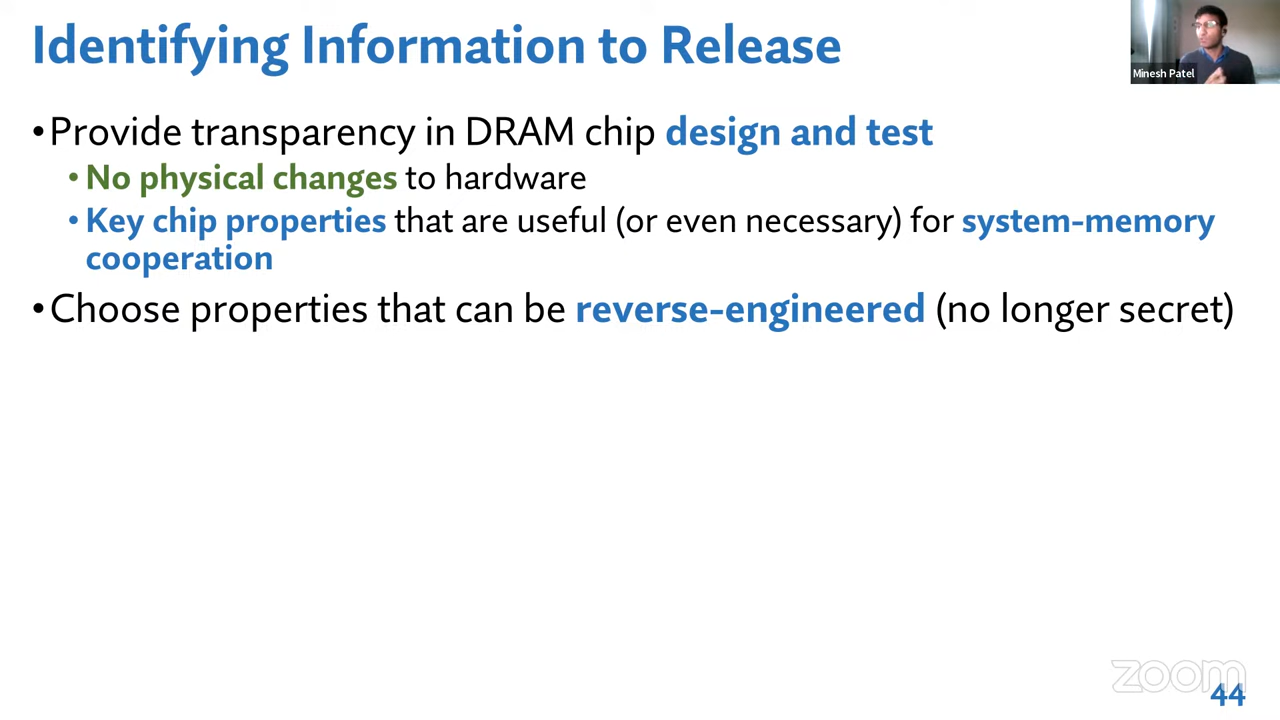 Identifying Information to Release
Minesh Patel
•Provide transparency in DRAM chip design and test
•No physical changes to hardware
•Key chip properties that are useful (or even necessary) for system-memory
cooperation
•Choose properties that can be reverse-engineered (no longer secret)
zoom
44